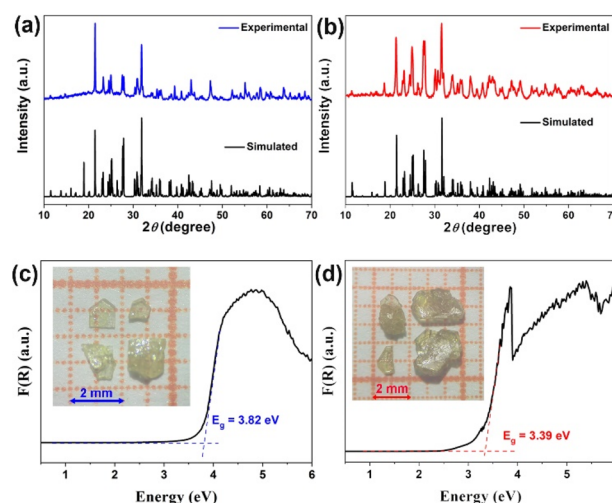 (a)
Experimental
Simulated
Intensity (a.u.)
10 20 30 40 50 60 70
2θ (degree)
(b)
Experimental
Simulated
Intensity (a.u.)
10 20 30 40 50 60 70
2θ (degree)
(c)
2 mm
Eg = 3.82 eV
F(R) (a.u.)
1 2 3 4 5 6
Energy (eV)
(d)
2 mm
Eg = 3.39 eV
F(R) (a.u.)
1 2 3 4 5 6
Energy (eV)